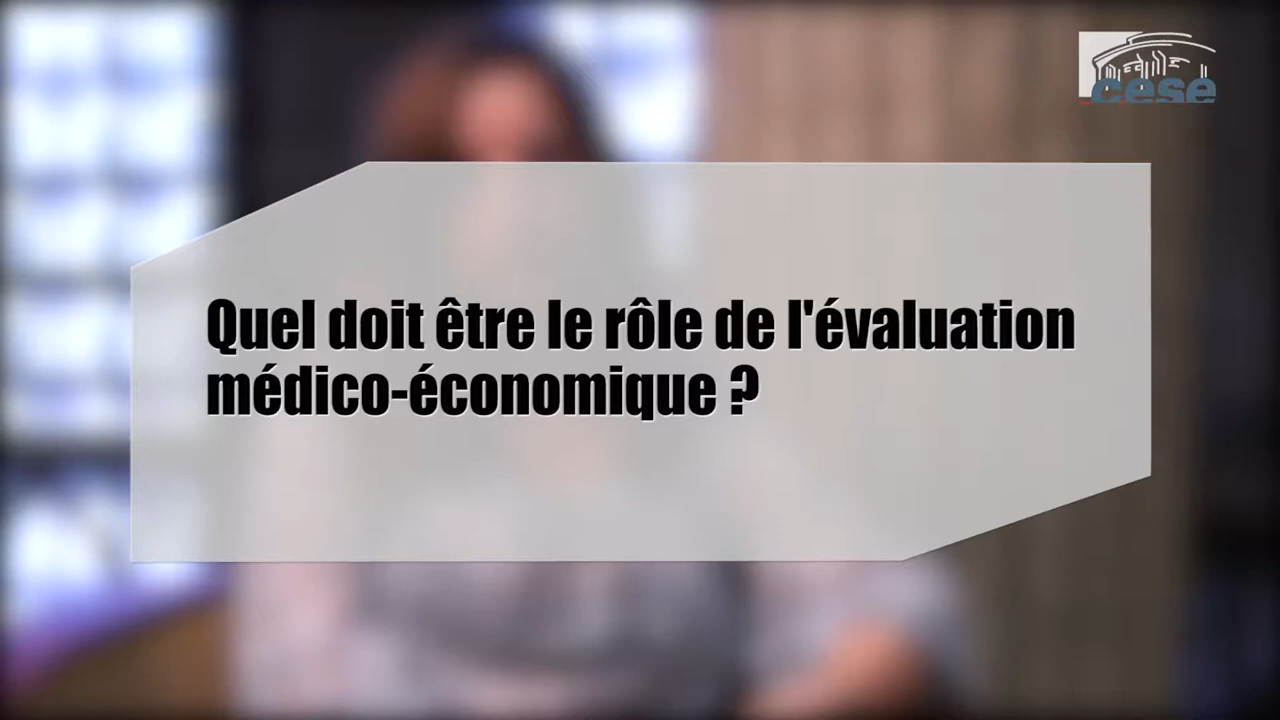 cese
Quel doit être le rôle de l'évaluation
médico-économique ?